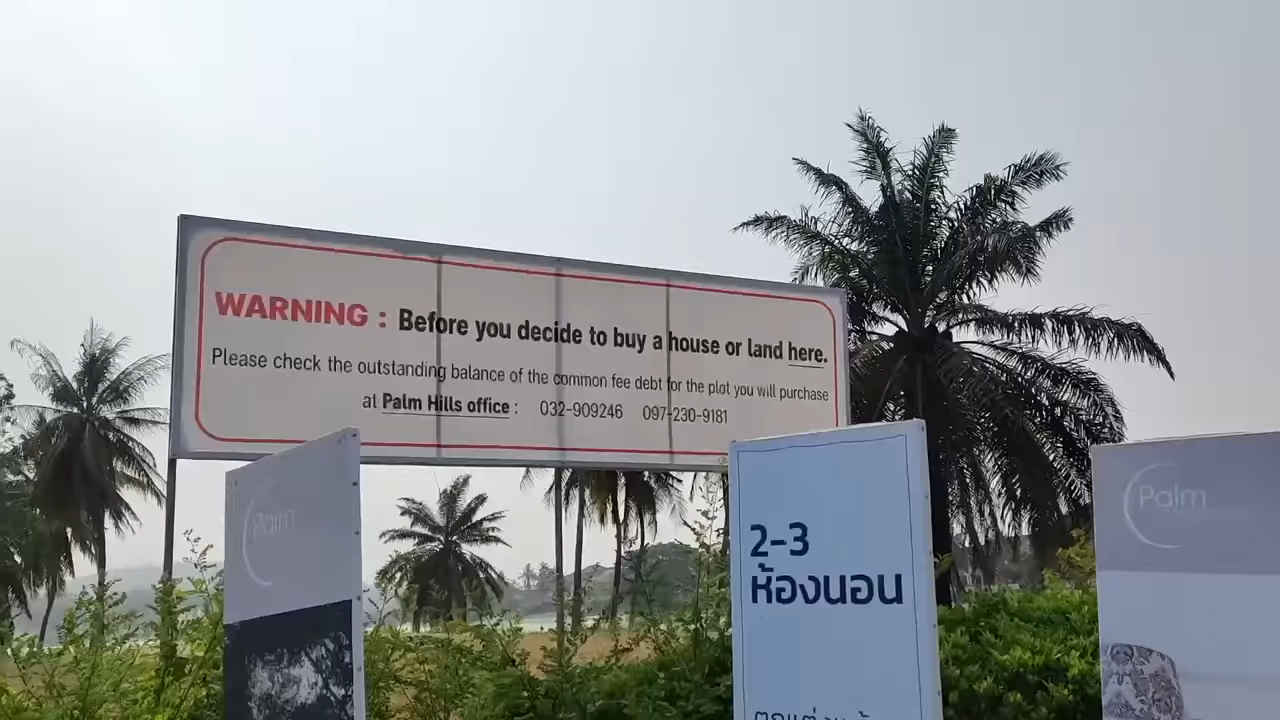 WARNING : Before you decide to buy a house or land here.
Please check the outstanding balance of the common fee debt for the plot you will purchase
at Palm Hills office : 032-909246 097-230-9181
Palm
2-3
ห้องนอน
Palm